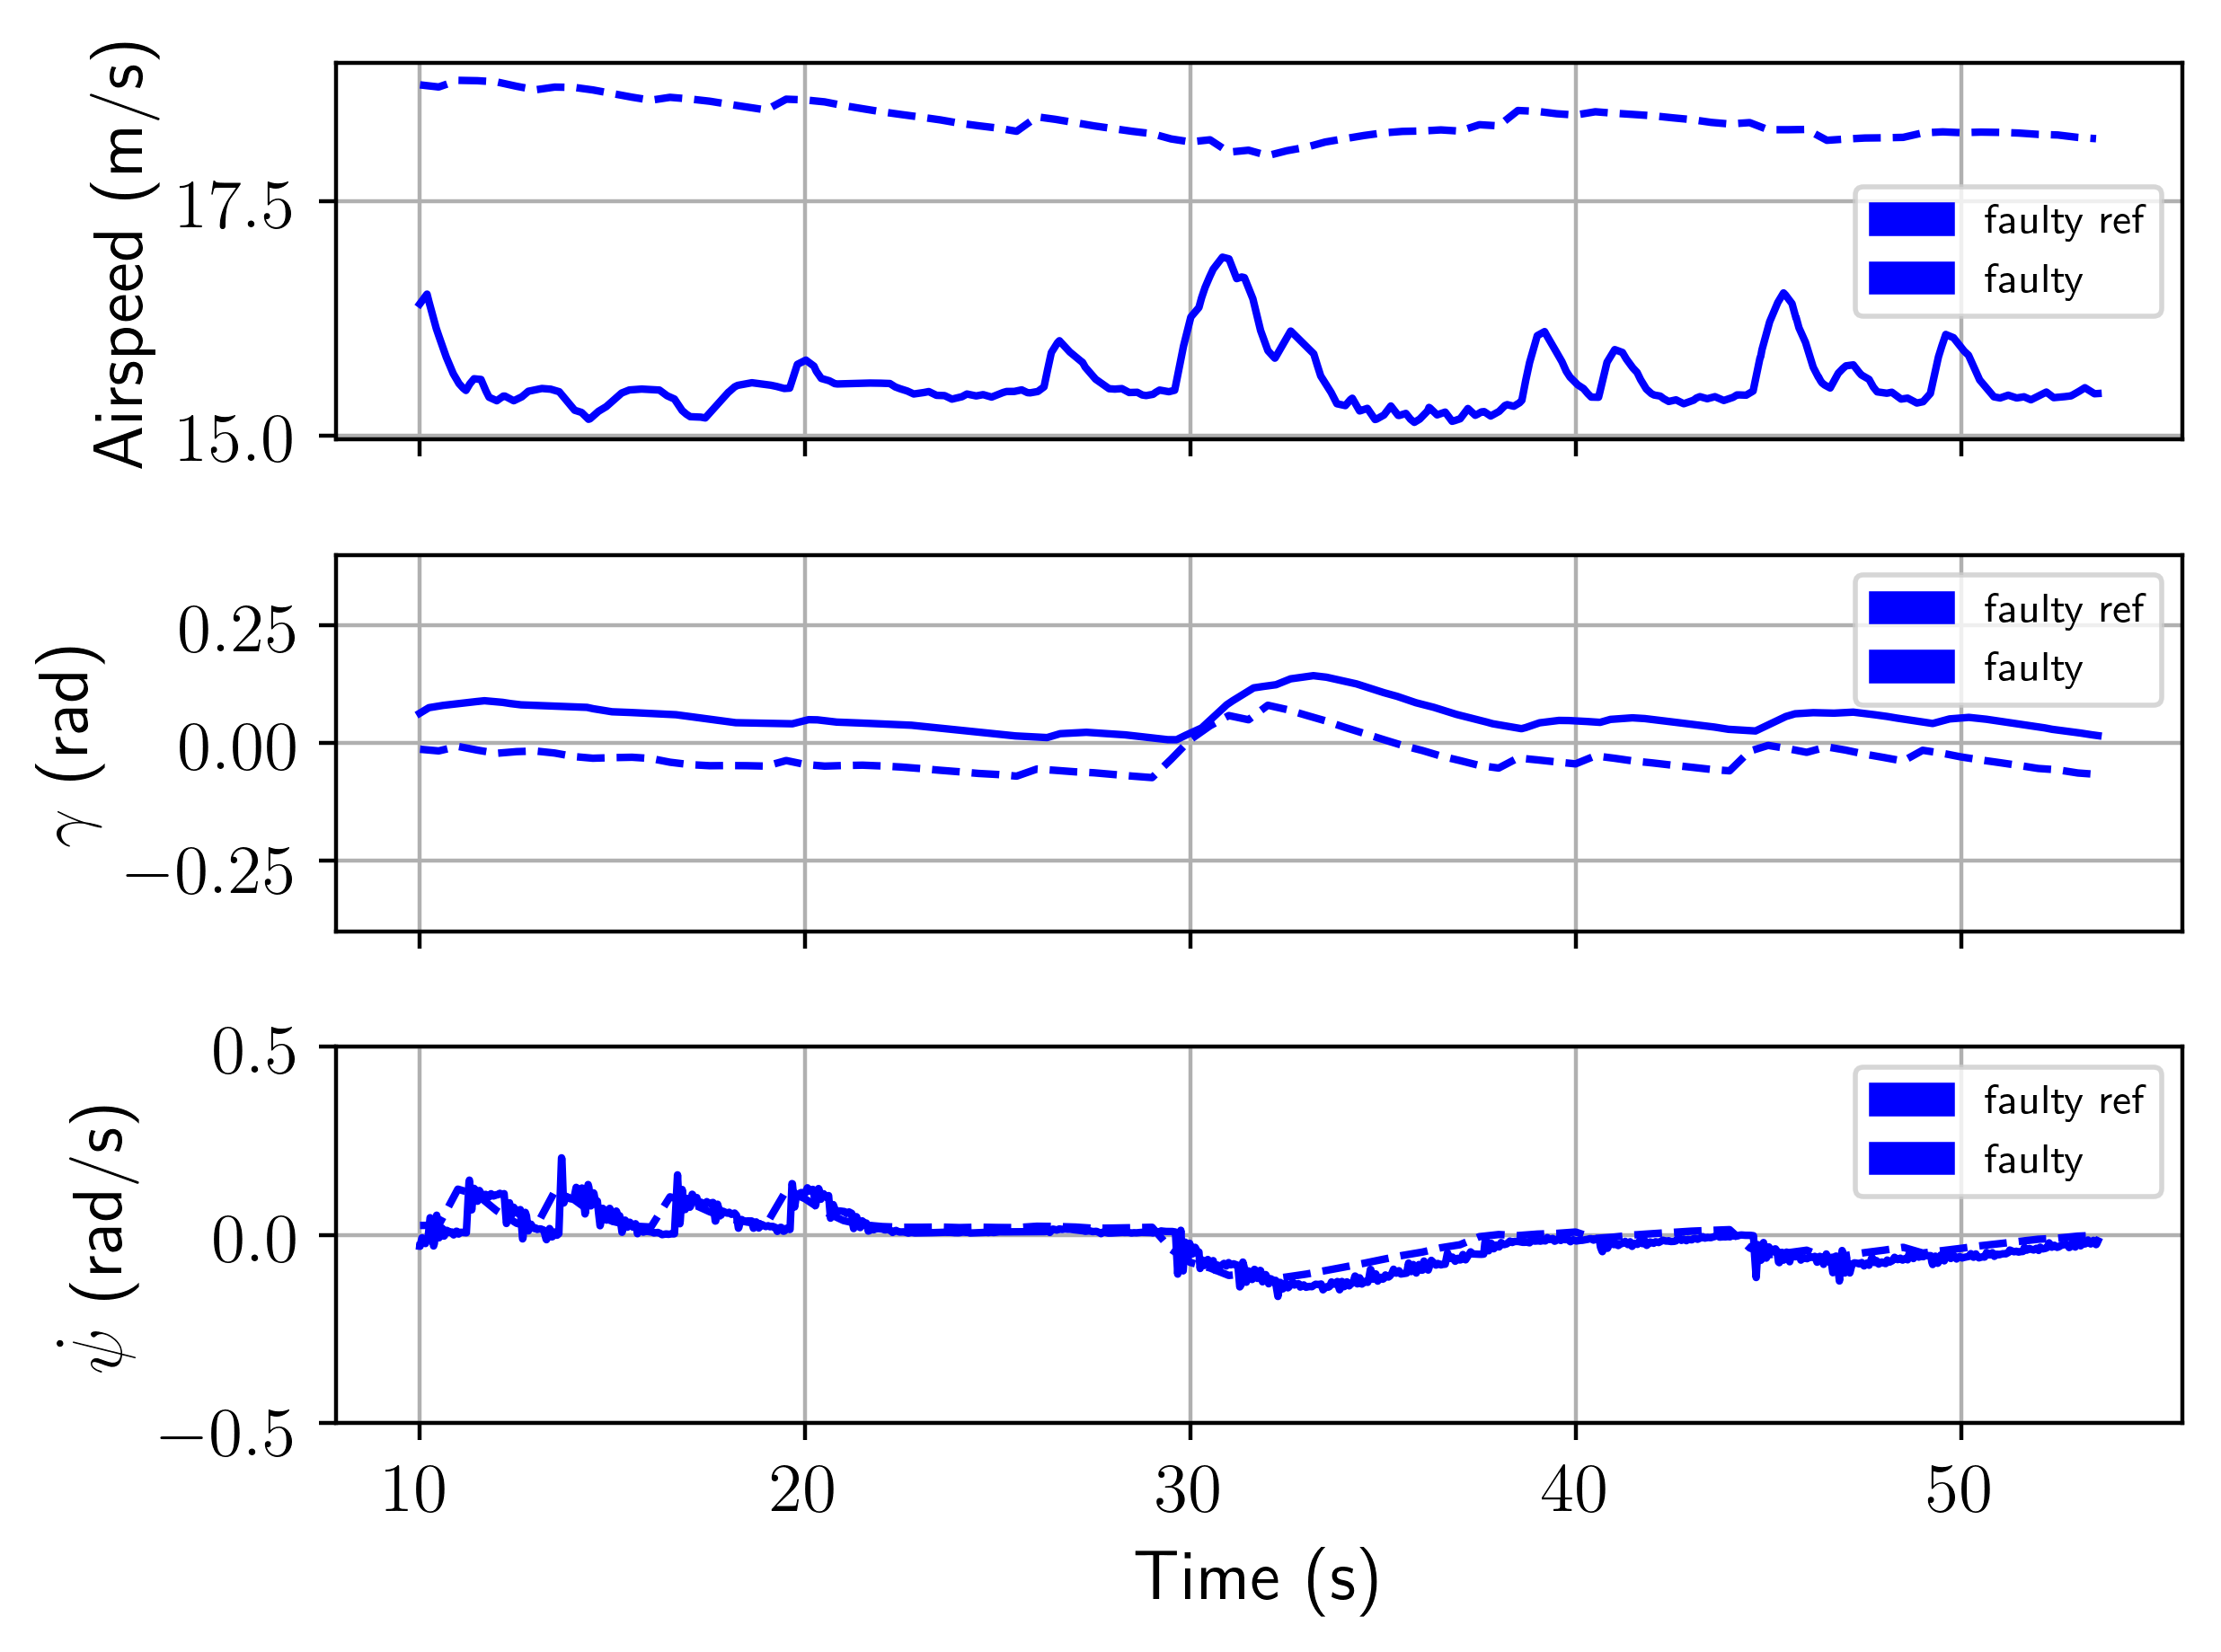 Airspeed (m/s)
17.5
15.0
faulty ref
faulty
γ (rad)
0.25
0.00
−0.25
faulty ref
faulty
ψ̇ (rad/s)
0.5
0.0
−0.5
faulty ref
faulty
10 20 30 40 50
Time (s)